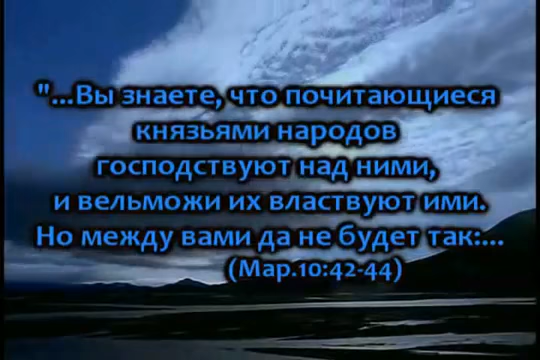 "...Вы знаете, что почитающиеся
князьями народов
господствуют над ними,
и вельможи их властвуют ими.
Но между вами да не будет так:...
(Мар.10:42-44)